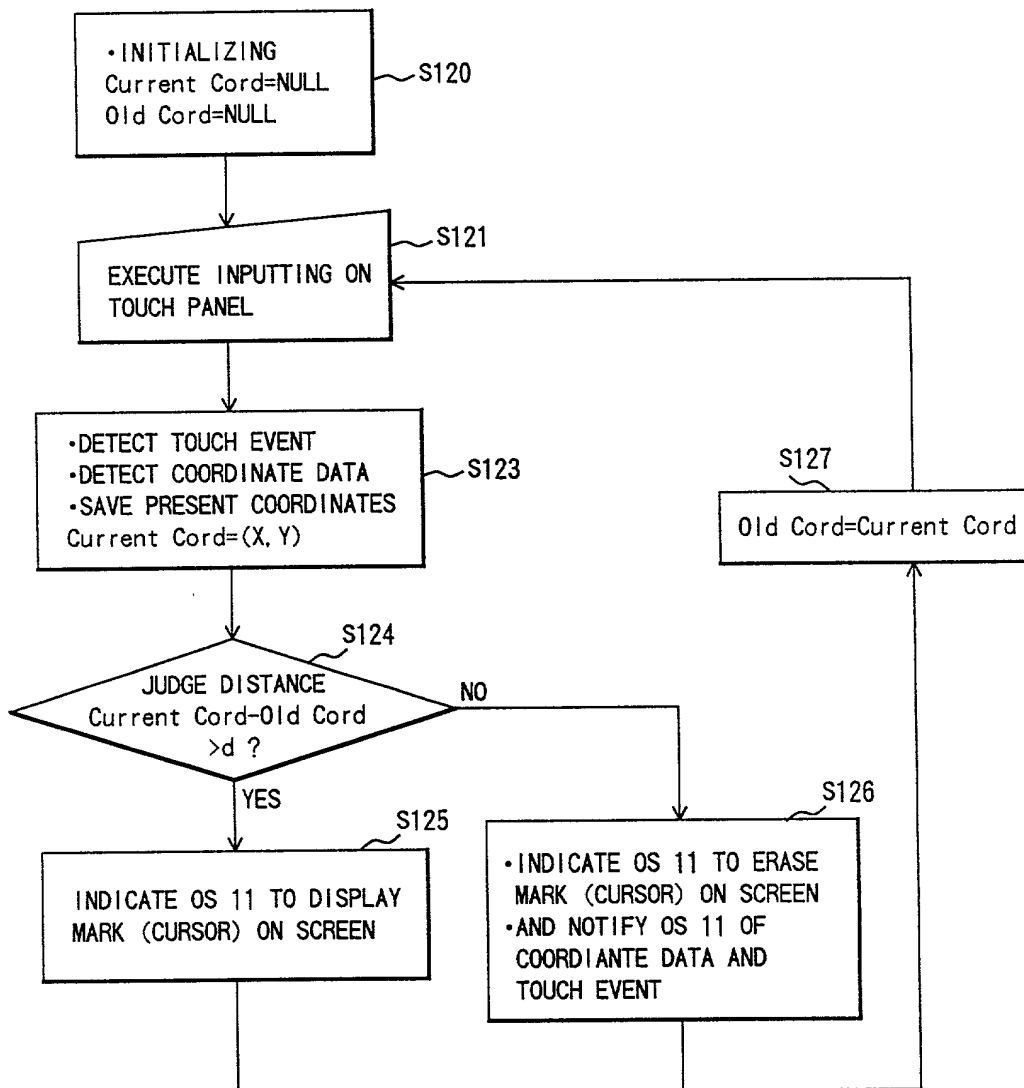 ・INITIALIZING
Current Cord=NULL
Old Cord=NULL
S120
S121
EXECUTE INPUTTING ON
TOUCH PANEL
・DETECT TOUCH EVENT
・DETECT COORDINATE DATA
・SAVE PRESENT COORDINATES
Current Cord=(X, Y)
S123
S127
Old Cord=Current Cord
S124
JUDGE DISTANCE
Current Cord-Old Cord
>d ?
NO
YES
S125
INDICATE OS 11 TO DISPLAY
MARK (CURSOR) ON SCREEN
S126
・INDICATE OS 11 TO ERASE
MARK (CURSOR) ON SCREEN
・AND NOTIFY OS 11 OF
COORDIANTE DATA AND
TOUCH EVENT